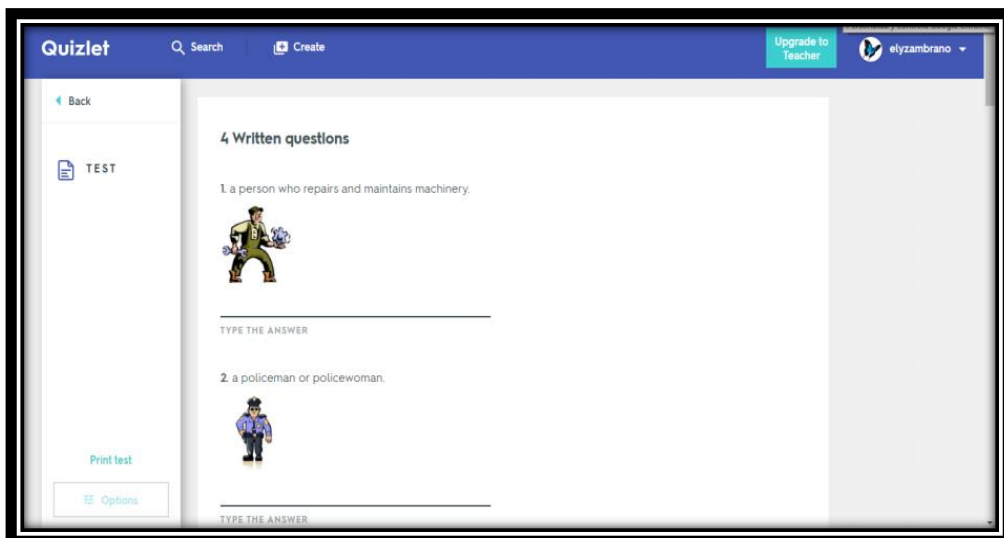 Quizlet
Search
Create
Upgrade to
Teacher
elyzambrano
Back
TEST
4 Written questions
1. a person who repairs and maintains machinery.
TYPE THE ANSWER
2. a policeman or policewoman.
TYPE THE ANSWER
Print test
Options